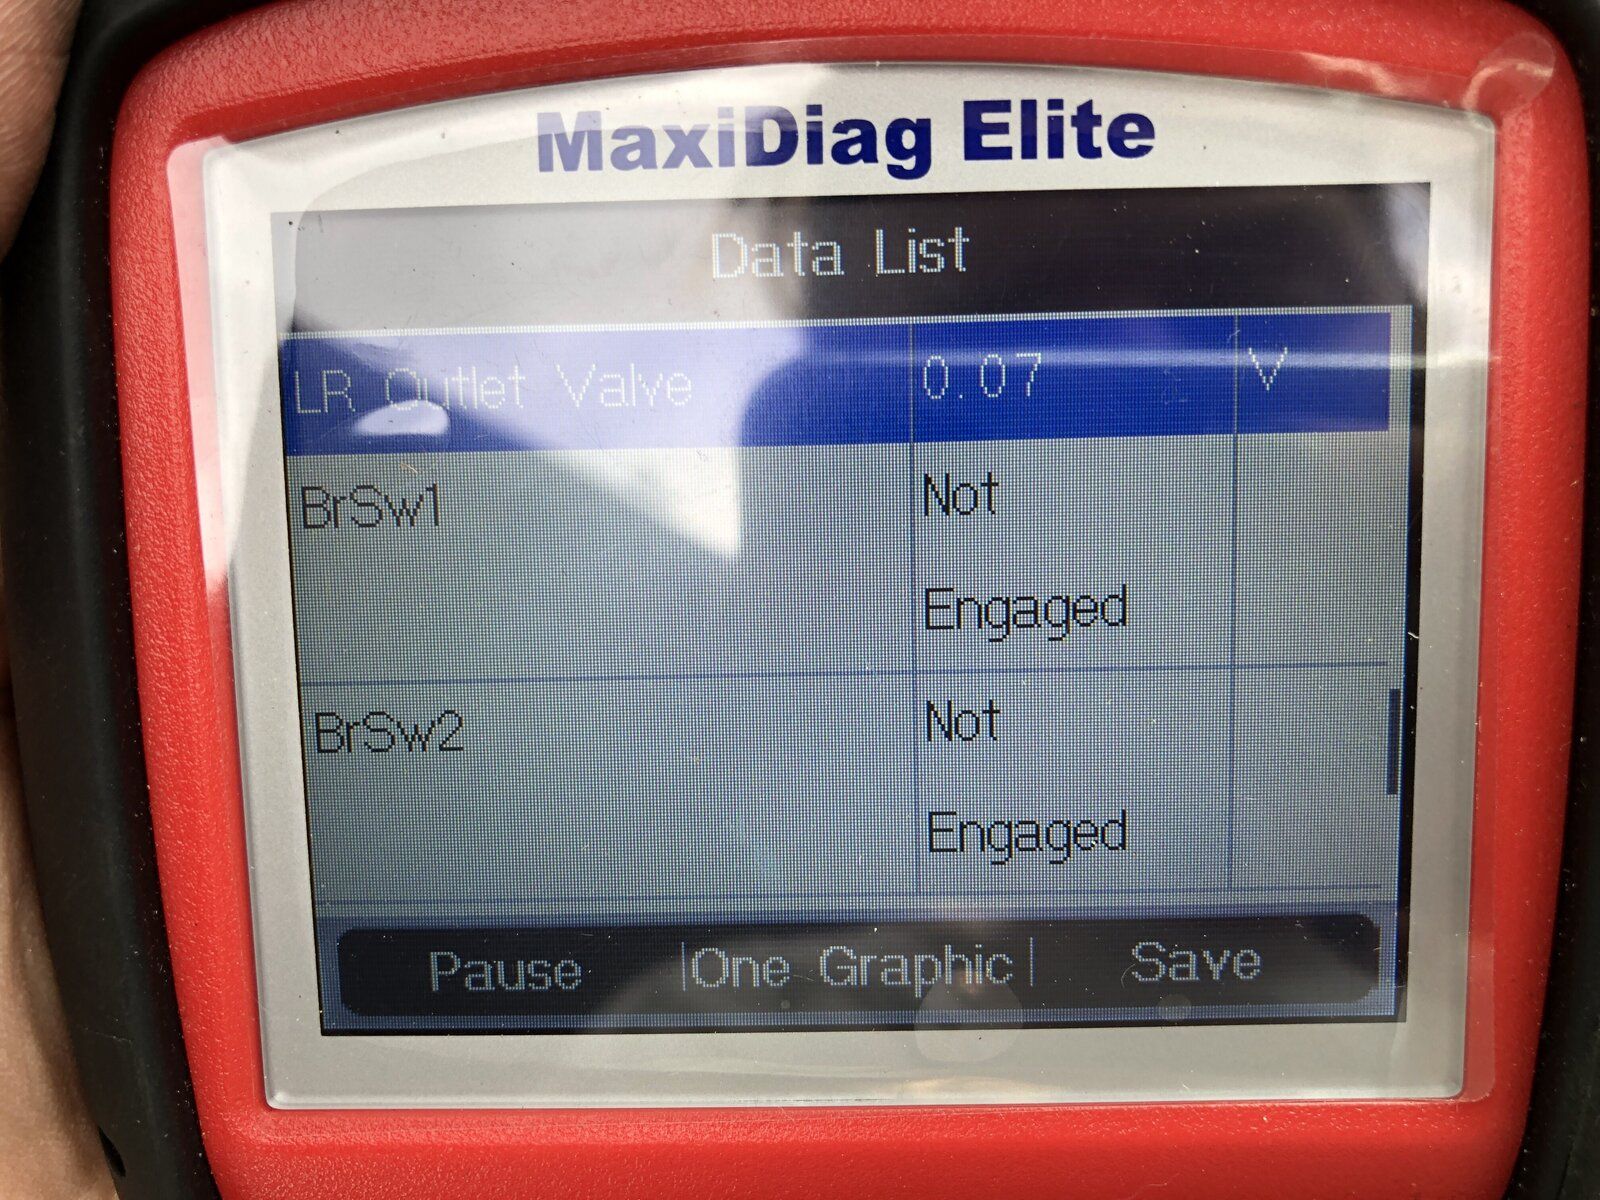 MaxiDiag Elite
Data List
LR Outlet Valve 0.07 V
BrSw1 Not
Engaged
BrSw2 Not
Engaged
Pause |One Graphic| Save